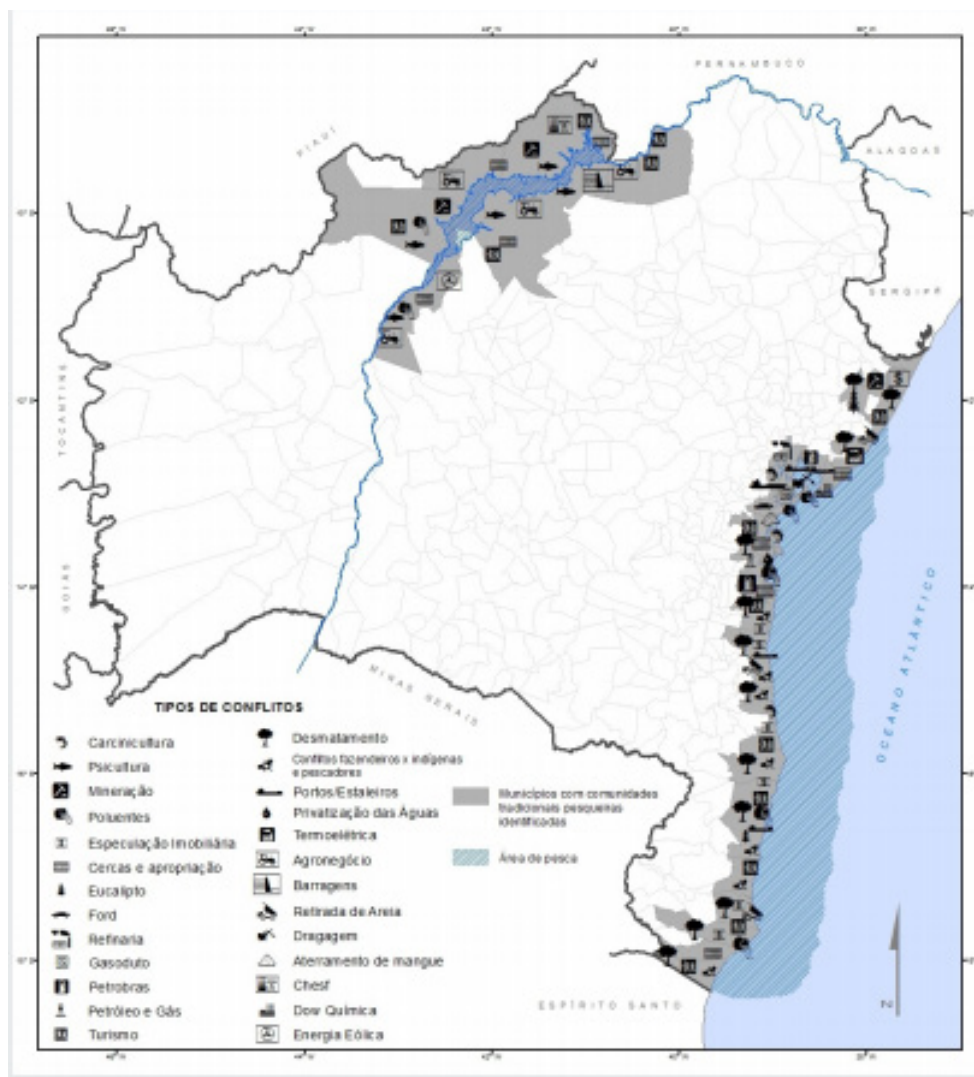 PERNAMBUCO
PIAUÍ
ALAGOAS
SERGIPE
TOCANTINS
GOIÁS
MINAS GERAIS
OCEANO ATLÂNTICO
ESPÍRITO SANTO
TIPOS DE CONFLITOS
Carcinicultura
Psicultura
Mineração
Poluentes
Especulação Imobiliária
Cercas e apropriação
Eucalipto
Ford
Refinaria
Gasoduto
Petrobras
Petróleo e Gás
Turismo
Desmatamento
Conflitos fazendeiros x indígenas
e pescadores
Portos/Estaleiros
Privatização das Águas
Termoelétrica
Agronegócio
Barragens
Retirada de Areia
Dragagem
Aterramento de mangue
Chesf
Dow Química
Energia Eólica
Municípios com comunidades
tradicionais pesqueiras
identificadas
Área de pesca
N